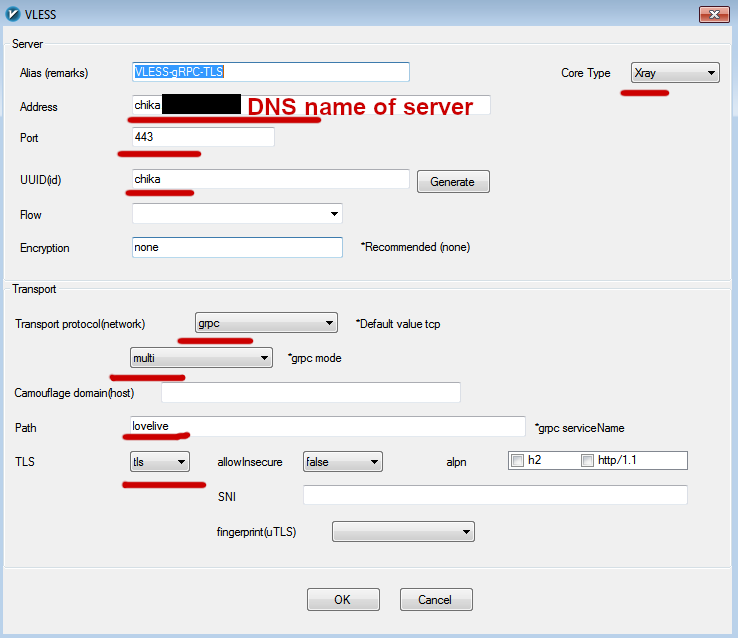 VLESS
Server
Alias (remarks) VLESS-gRPC-TLS Core Type Xray
Address chika DNS name of server
Port 443
UUID(id) chika Generate
Flow
Encryption none *Recommended (none)
Transport
Transport protocol(network) grpc *Default value tcp
multi *grpc mode
Camouflage domain(host)
Path lovelive *grpc serviceName
TLS tls allowInsecure false alpn h2 http/1.1
SNI
fingerprint(uTLS)
OK Cancel